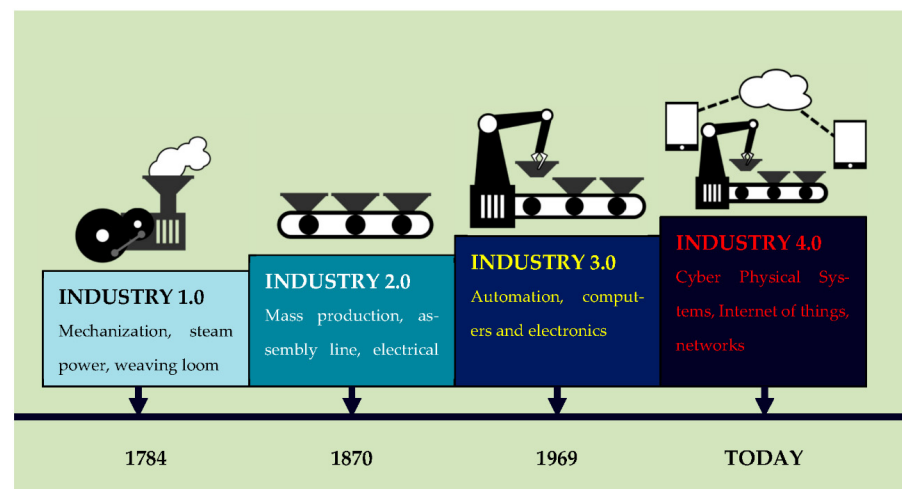 INDUSTRY 1.0
Mechanization, steam
power, weaving loom
INDUSTRY 2.0
Mass production, as-
sembly line, electrical
INDUSTRY 3.0
Automation, comput-
ers and electronics
INDUSTRY 4.0
Cyber Physical Sys-
tems, Internet of things,
networks
1784
1870
1969
TODAY